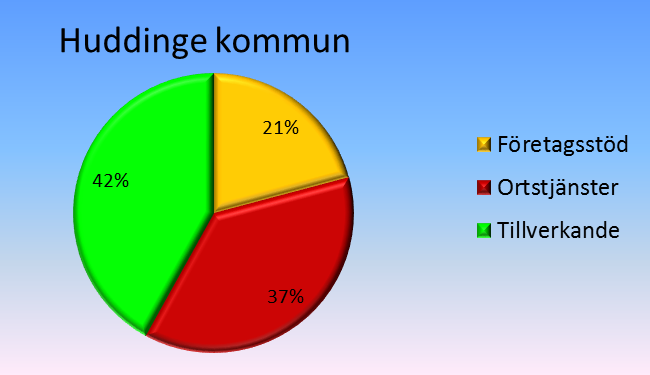 Huddinge kommun
21%
42%
37%
Företagsstöd
Ortstjänster
Tillverkande